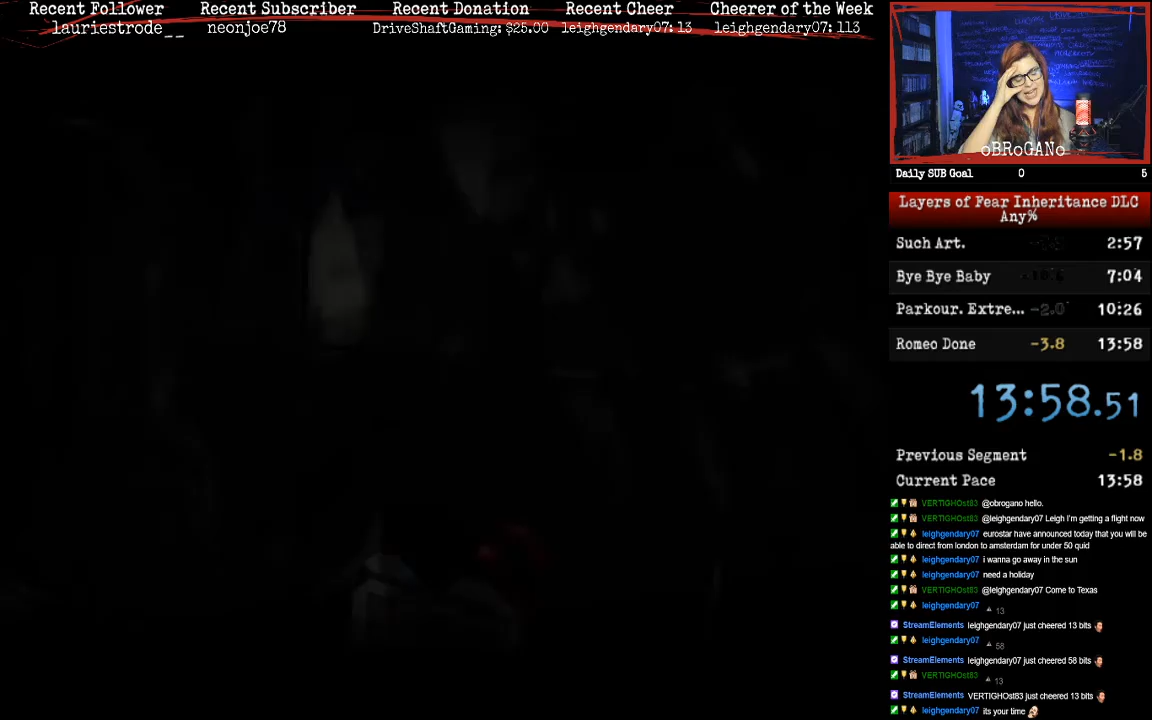 Recent Follower Recent Subscriber Recent Donation Recent Cheer Cheerer of the Week
lauriestrode__ neonjoe78 DriveShaftGaming: $25.00 leighgendary07: 13 leighgendary07: 113
oBRoGANo
Daily SUB Goal 0 5
Layers of Fear Inheritance DLC
Any%
Such Art. 2:57
Bye Bye Baby 7:04
Parkour. Extre... -2.0 10:26
Romeo Done -3.8 13:58
13:58.51
Previous Segment -1.8
Current Pace 13:58
VERTIGHOst83 @obrogano hello.
VERTIGHOst83 @leighgendary07 Leigh I'm getting a flight now
leighgendary07 eurostar have announced today that you will be
able to direct from london to amsterdam for under 50 quid
leighgendary07 i wanna go away in the sun
leighgendary07 need a holiday
VERTIGHOst83 @leighgendary07 Come to Texas
leighgendary07 13
StreamElements leighgendary07 just cheered 13 bits
leighgendary07 58
StreamElements leighgendary07 just cheered 58 bits
VERTIGHOst83 13
StreamElements VERTIGHOst83 just cheered 13 bits
leighgendary07 its your time